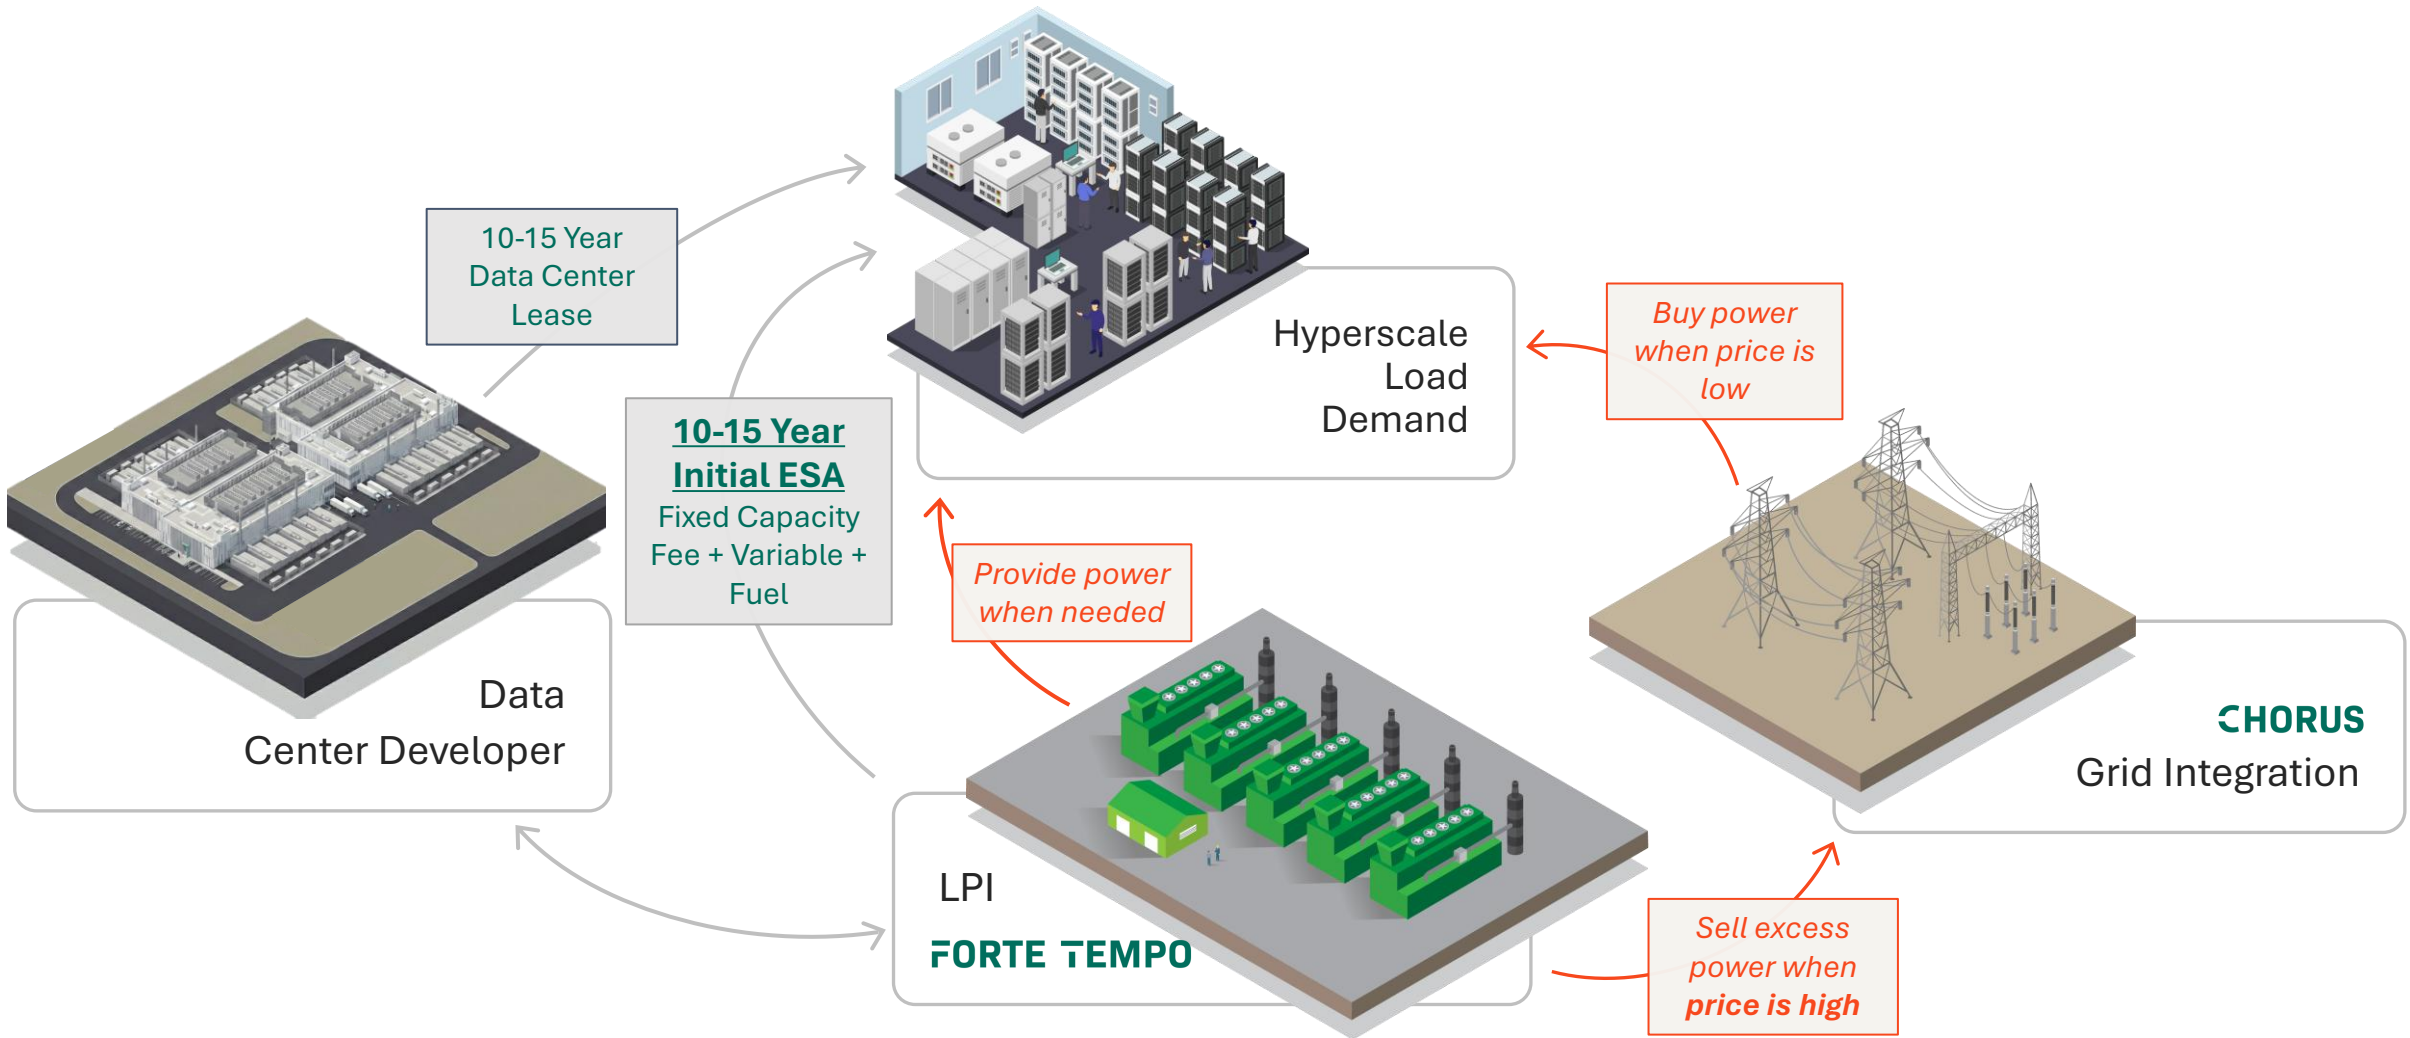 10-15 Year
Data Center
Lease
Hyperscale
Load
Demand
Buy power
when price is
low
10-15 Year
Initial ESA
Fixed Capacity
Fee + Variable +
Fuel
Provide power
when needed
Data
Center Developer
CHORUS
Grid Integration
LPI
FORTE TEMPO
Sell excess
power when
price is high